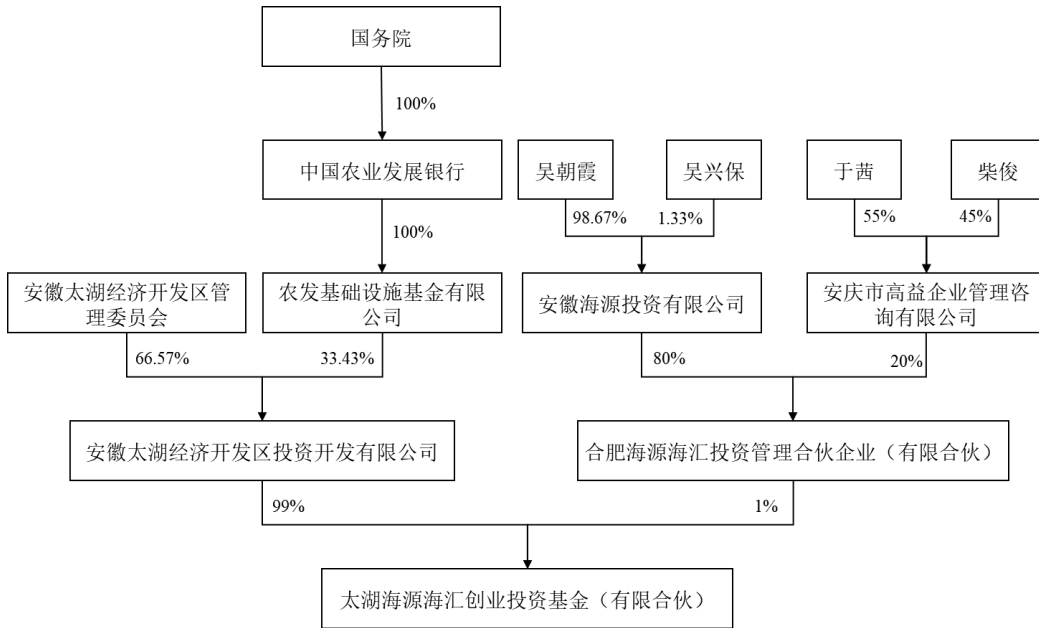 国务院
100%
中国农业发展银行
吴朝霞
吴兴保
于茜
柴俊
100%
98.67%
1.33%
55%
45%
安徽太湖经济开发区管
理委员会
农发基础设施基金有限
公司
安徽海源投资有限公司
安庆市高益企业管理咨
询有限公司
66.57%
33.43%
80%
20%
安徽太湖经济开发区投资开发有限公司
合肥海源海汇投资管理合伙企业（有限合伙）
99%
1%
太湖海源海汇创业投资基金（有限合伙）